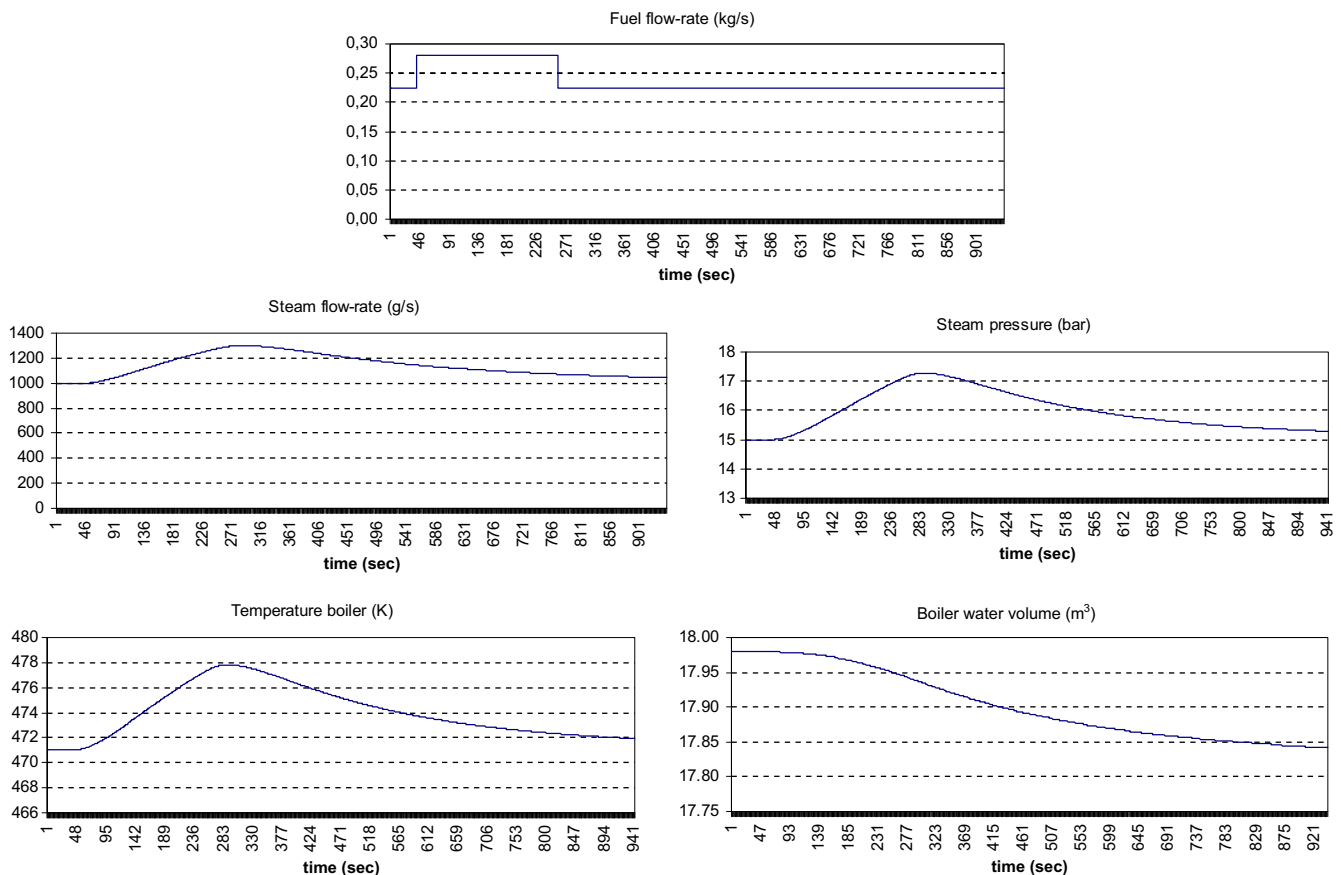 Fuel flow-rate (kg/s)
0,30
0,25
0,20
0,15
0,10
0,05
0,00
1 46 91 136 181 226 271 316 361 406 451 496 541 586 631 676 721 766 811 856 901
time (sec)
Steam flow-rate (g/s)
1400
1200
1000
800
600
400
200
0
1 46 91 136 181 226 271 316 361 406 451 496 541 586 631 676 721 766 811 856 901
time (sec)
Steam pressure (bar)
18
17
16
15
14
13
1 48 95 142 189 236 283 330 377 424 471 518 565 612 659 706 753 800 847 894 941
time (sec)
Temperature boiler (K)
480
478
476
474
472
470
468
466
1 48 95 142 189 236 283 330 377 424 471 518 565 612 659 706 753 800 847 894 941
time (sec)
Boiler water volume (m³)
18.00
17.95
17.90
17.85
17.80
17.75
1 47 93 139 185 231 277 323 369 415 461 507 553 599 645 691 737 783 829 875 921
time (sec)